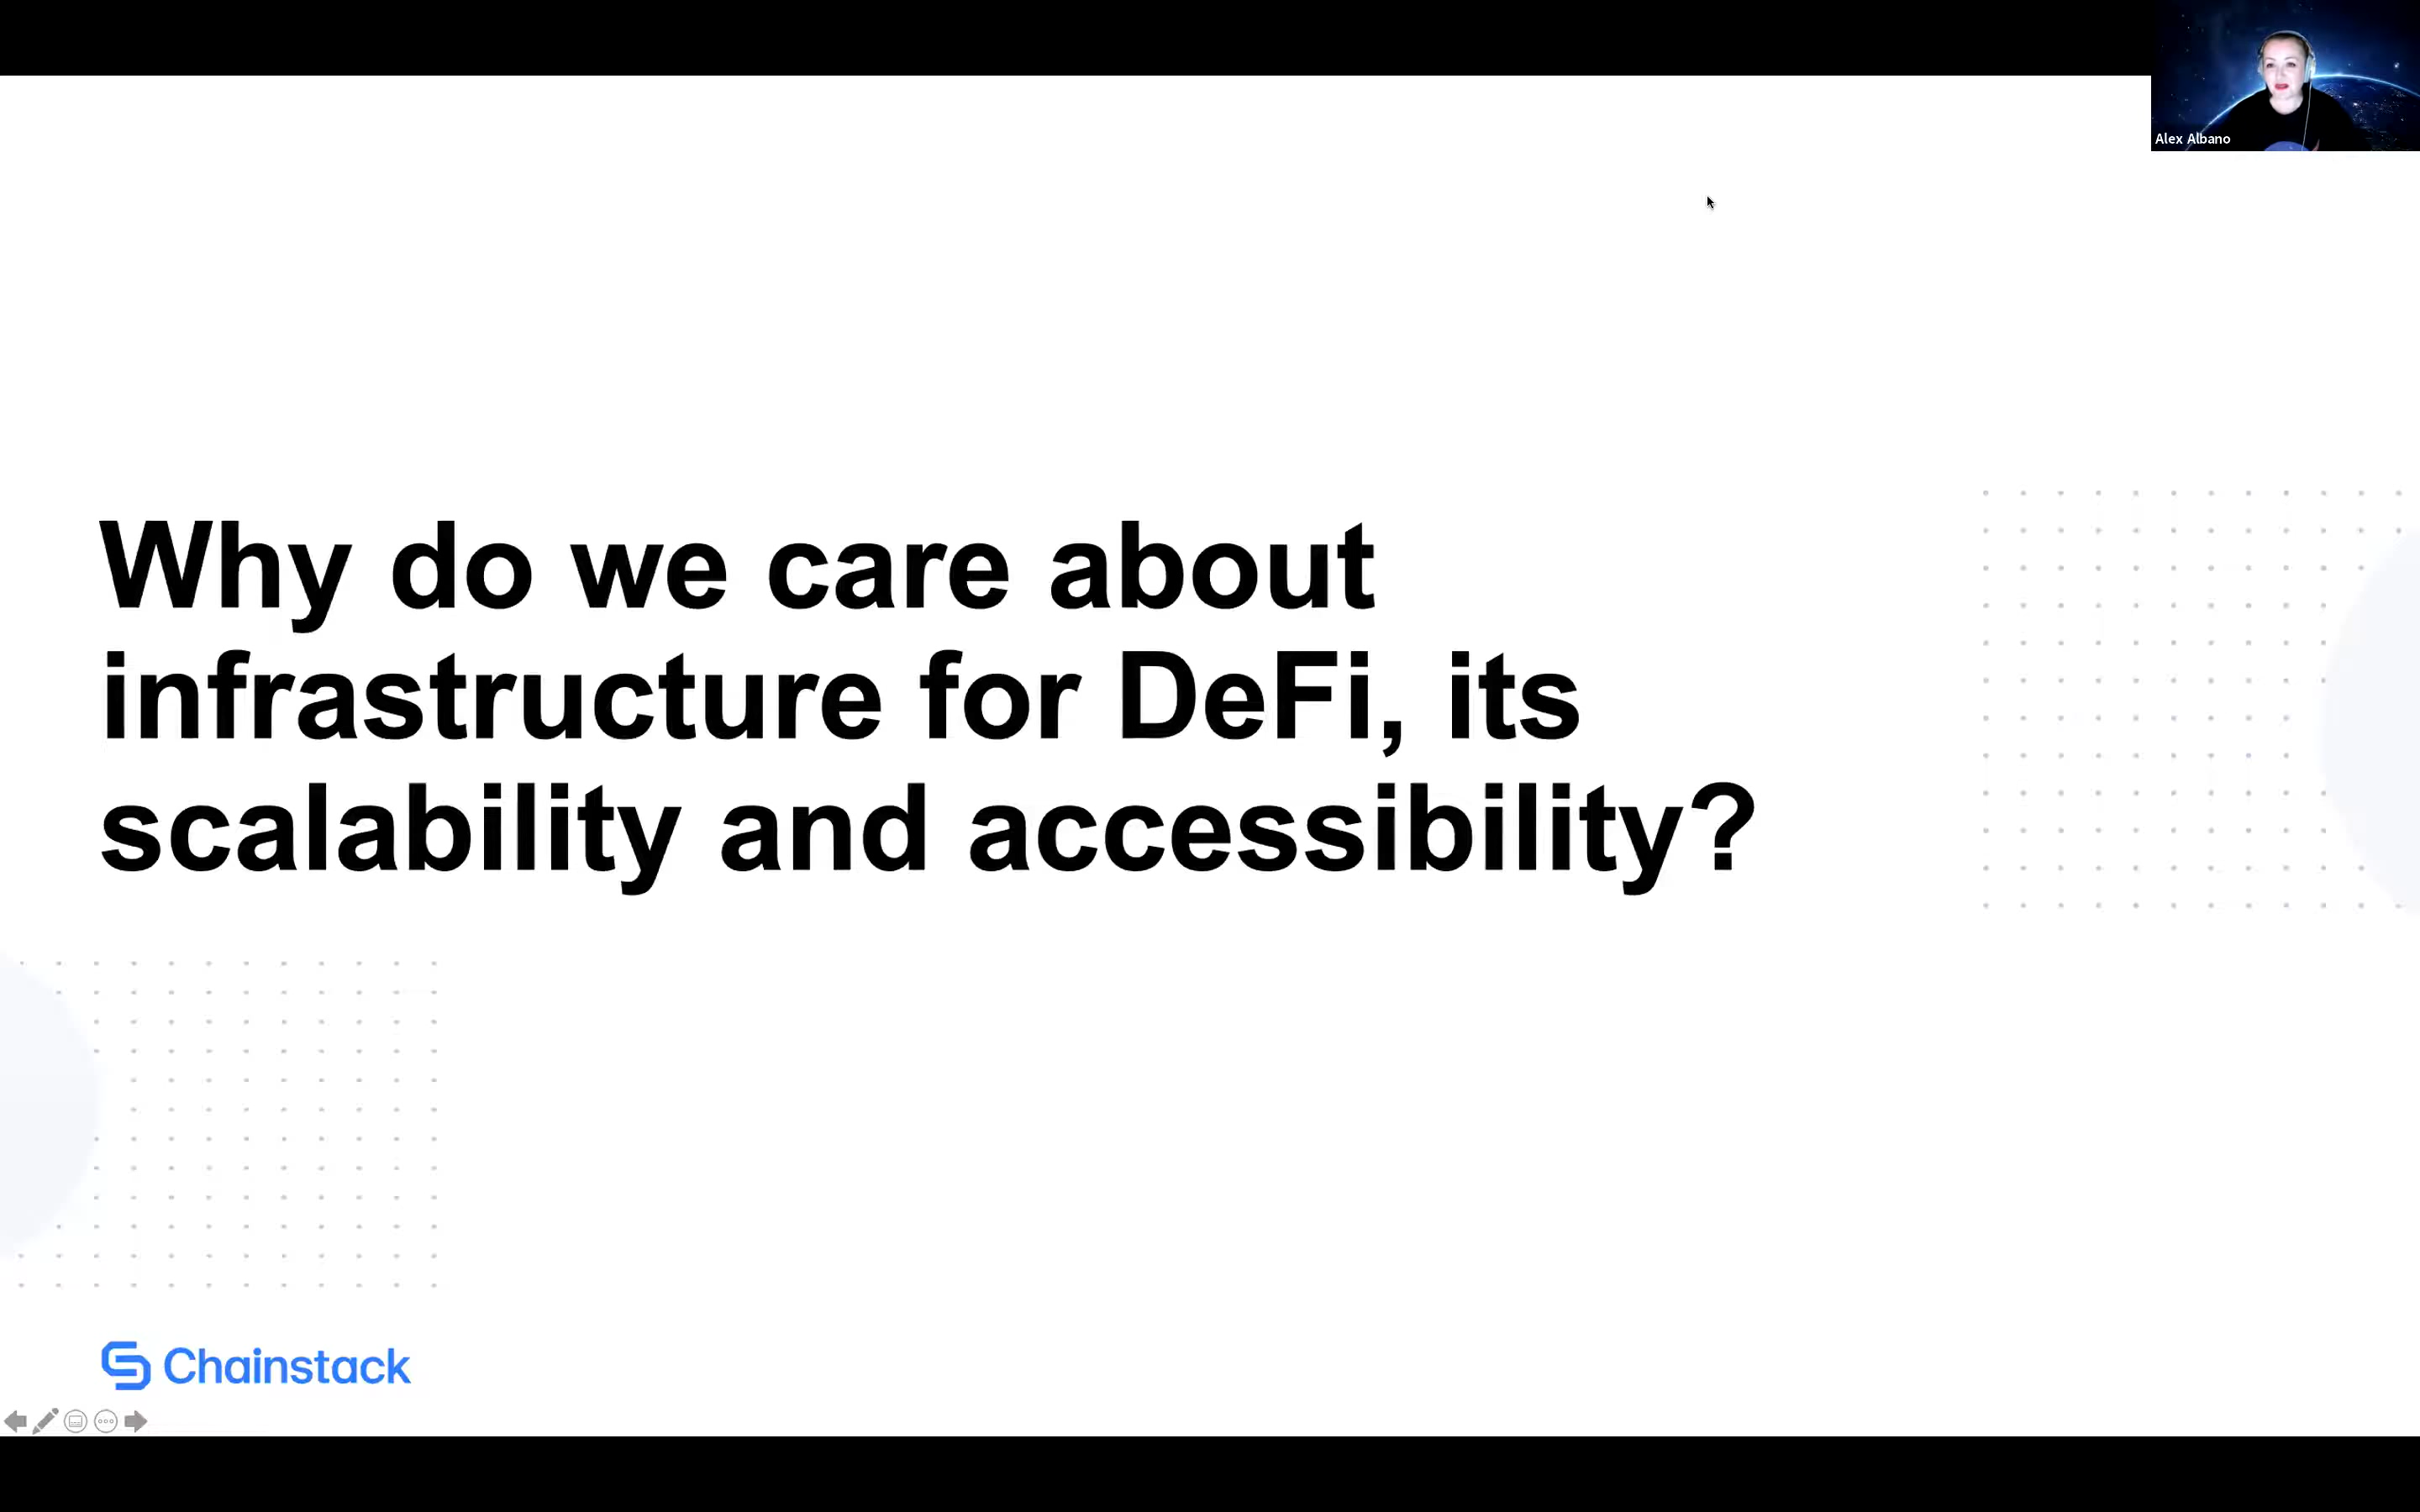 Alex Albano
Why do we care about
infrastructure for DeFi, its
scalability and accessibility?
Chainstack